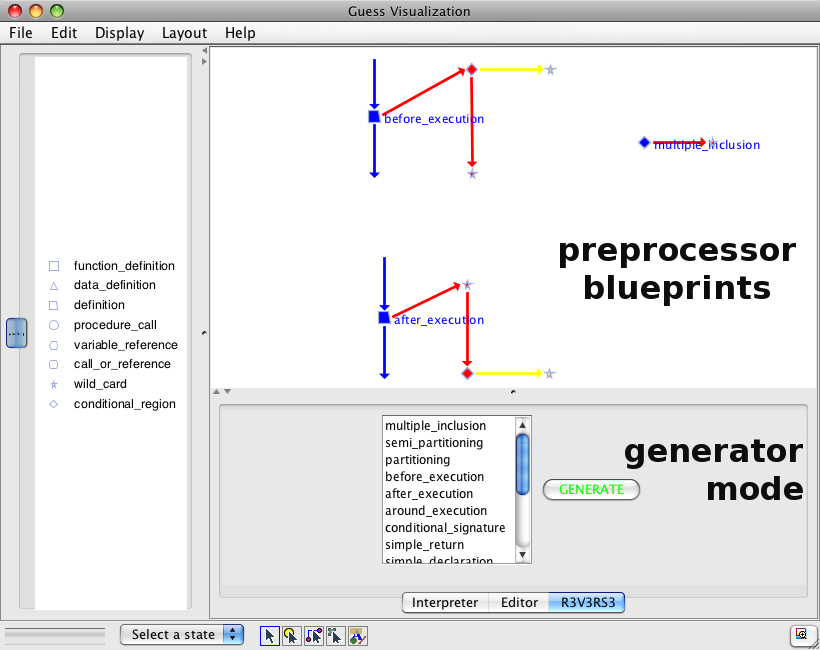 Guess Visualization
File Edit Display Layout Help
before_execution
multiple_inclusion
preprocessor
blueprints
after_execution
function_definition
data_definition
definition
procedure_call
variable_reference
call_or_reference
wild_card
conditional_region
multiple_inclusion
semi_partitioning
partitioning
before_execution
after_execution
around_execution
conditional_signature
simple_return
simple_declaration
GENERATE
generator
mode
Interpreter Editor R3V3RS3
Select a state